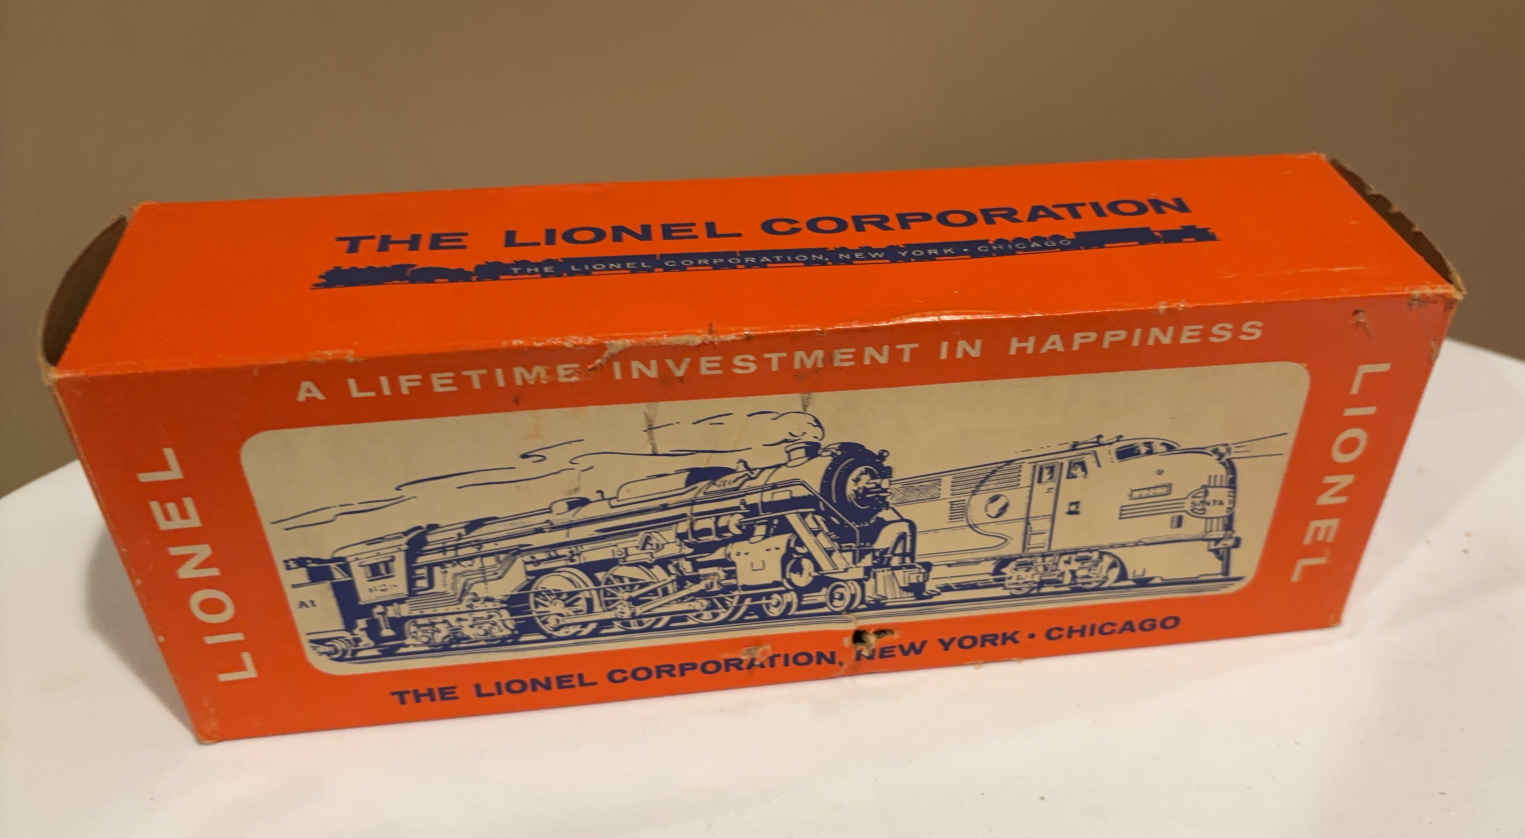 THE LIONEL CORPORATION
THE LIONEL CORPORATION, NEW YORK • CHICAGO
A LIFETIME INVESTMENT IN HAPPINESS
LIONEL
LIONEL
THE LIONEL CORPORATION, NEW YORK • CHICAGO